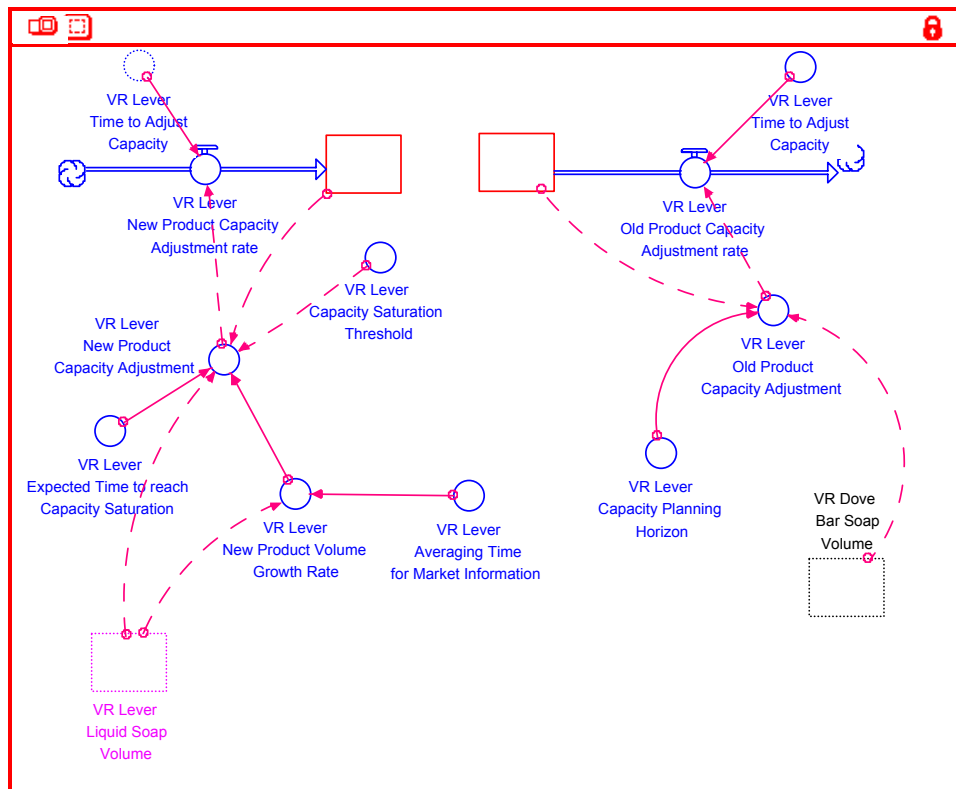 VR Lever
Time to Adjust
Capacity
VR Lever
Time to Adjust
Capacity
VR Lever
New Product Capacity
Adjustment rate
VR Lever
Old Product Capacity
Adjustment rate
VR Lever
Capacity Saturation
Threshold
VR Lever
New Product
Capacity Adjustment
VR Lever
Old Product
Capacity Adjustment
VR Lever
Expected Time to reach
Capacity Saturation
VR Lever
New Product Volume
Growth Rate
VR Lever
Averaging Time
for Market Information
VR Lever
Capacity Planning
Horizon
VR Dove
Bar Soap
Volume
VR Lever
Liquid Soap
Volume